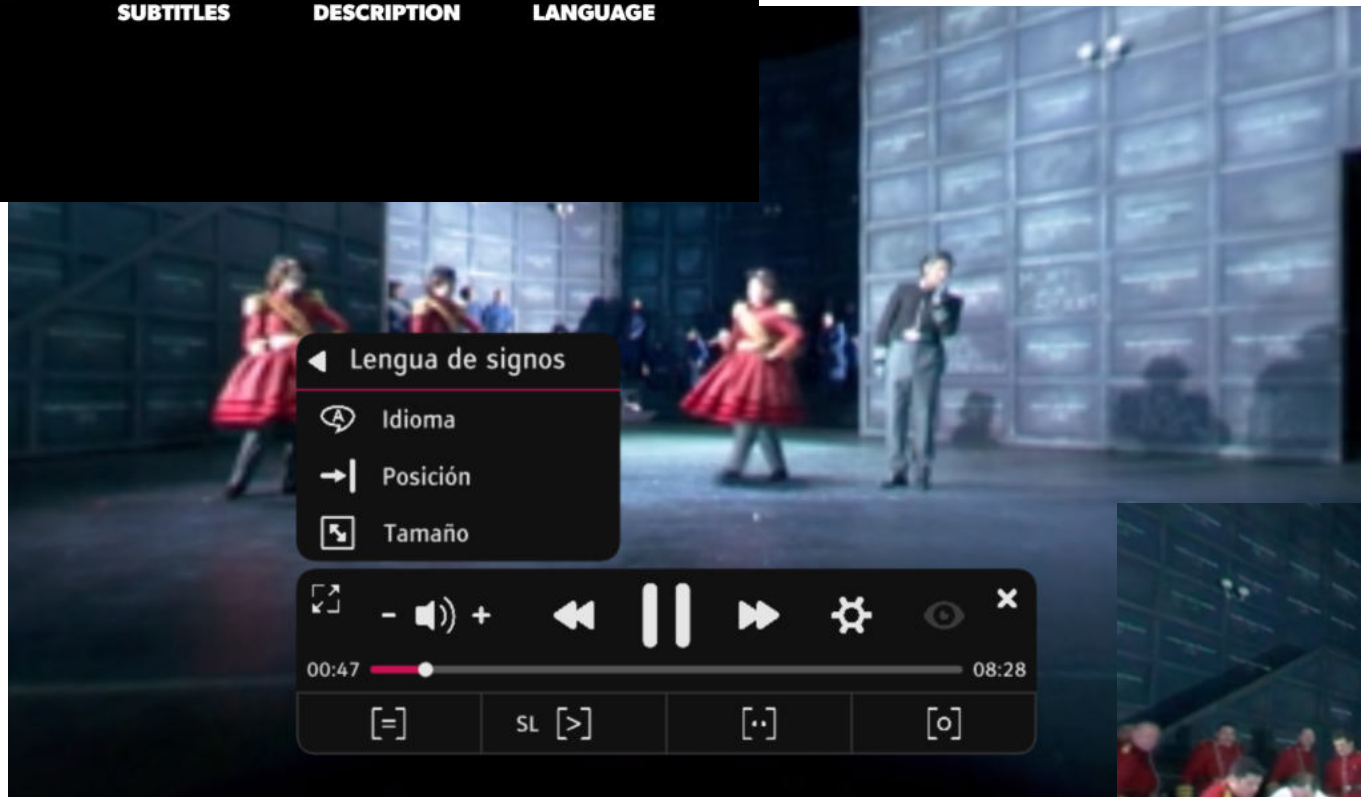 SUBTITLES DESCRIPTION LANGUAGE
Lengua de signos
Idioma
Posición
Tamaño
- +
00:47 08:28
[=] SL [>] [··] [o]